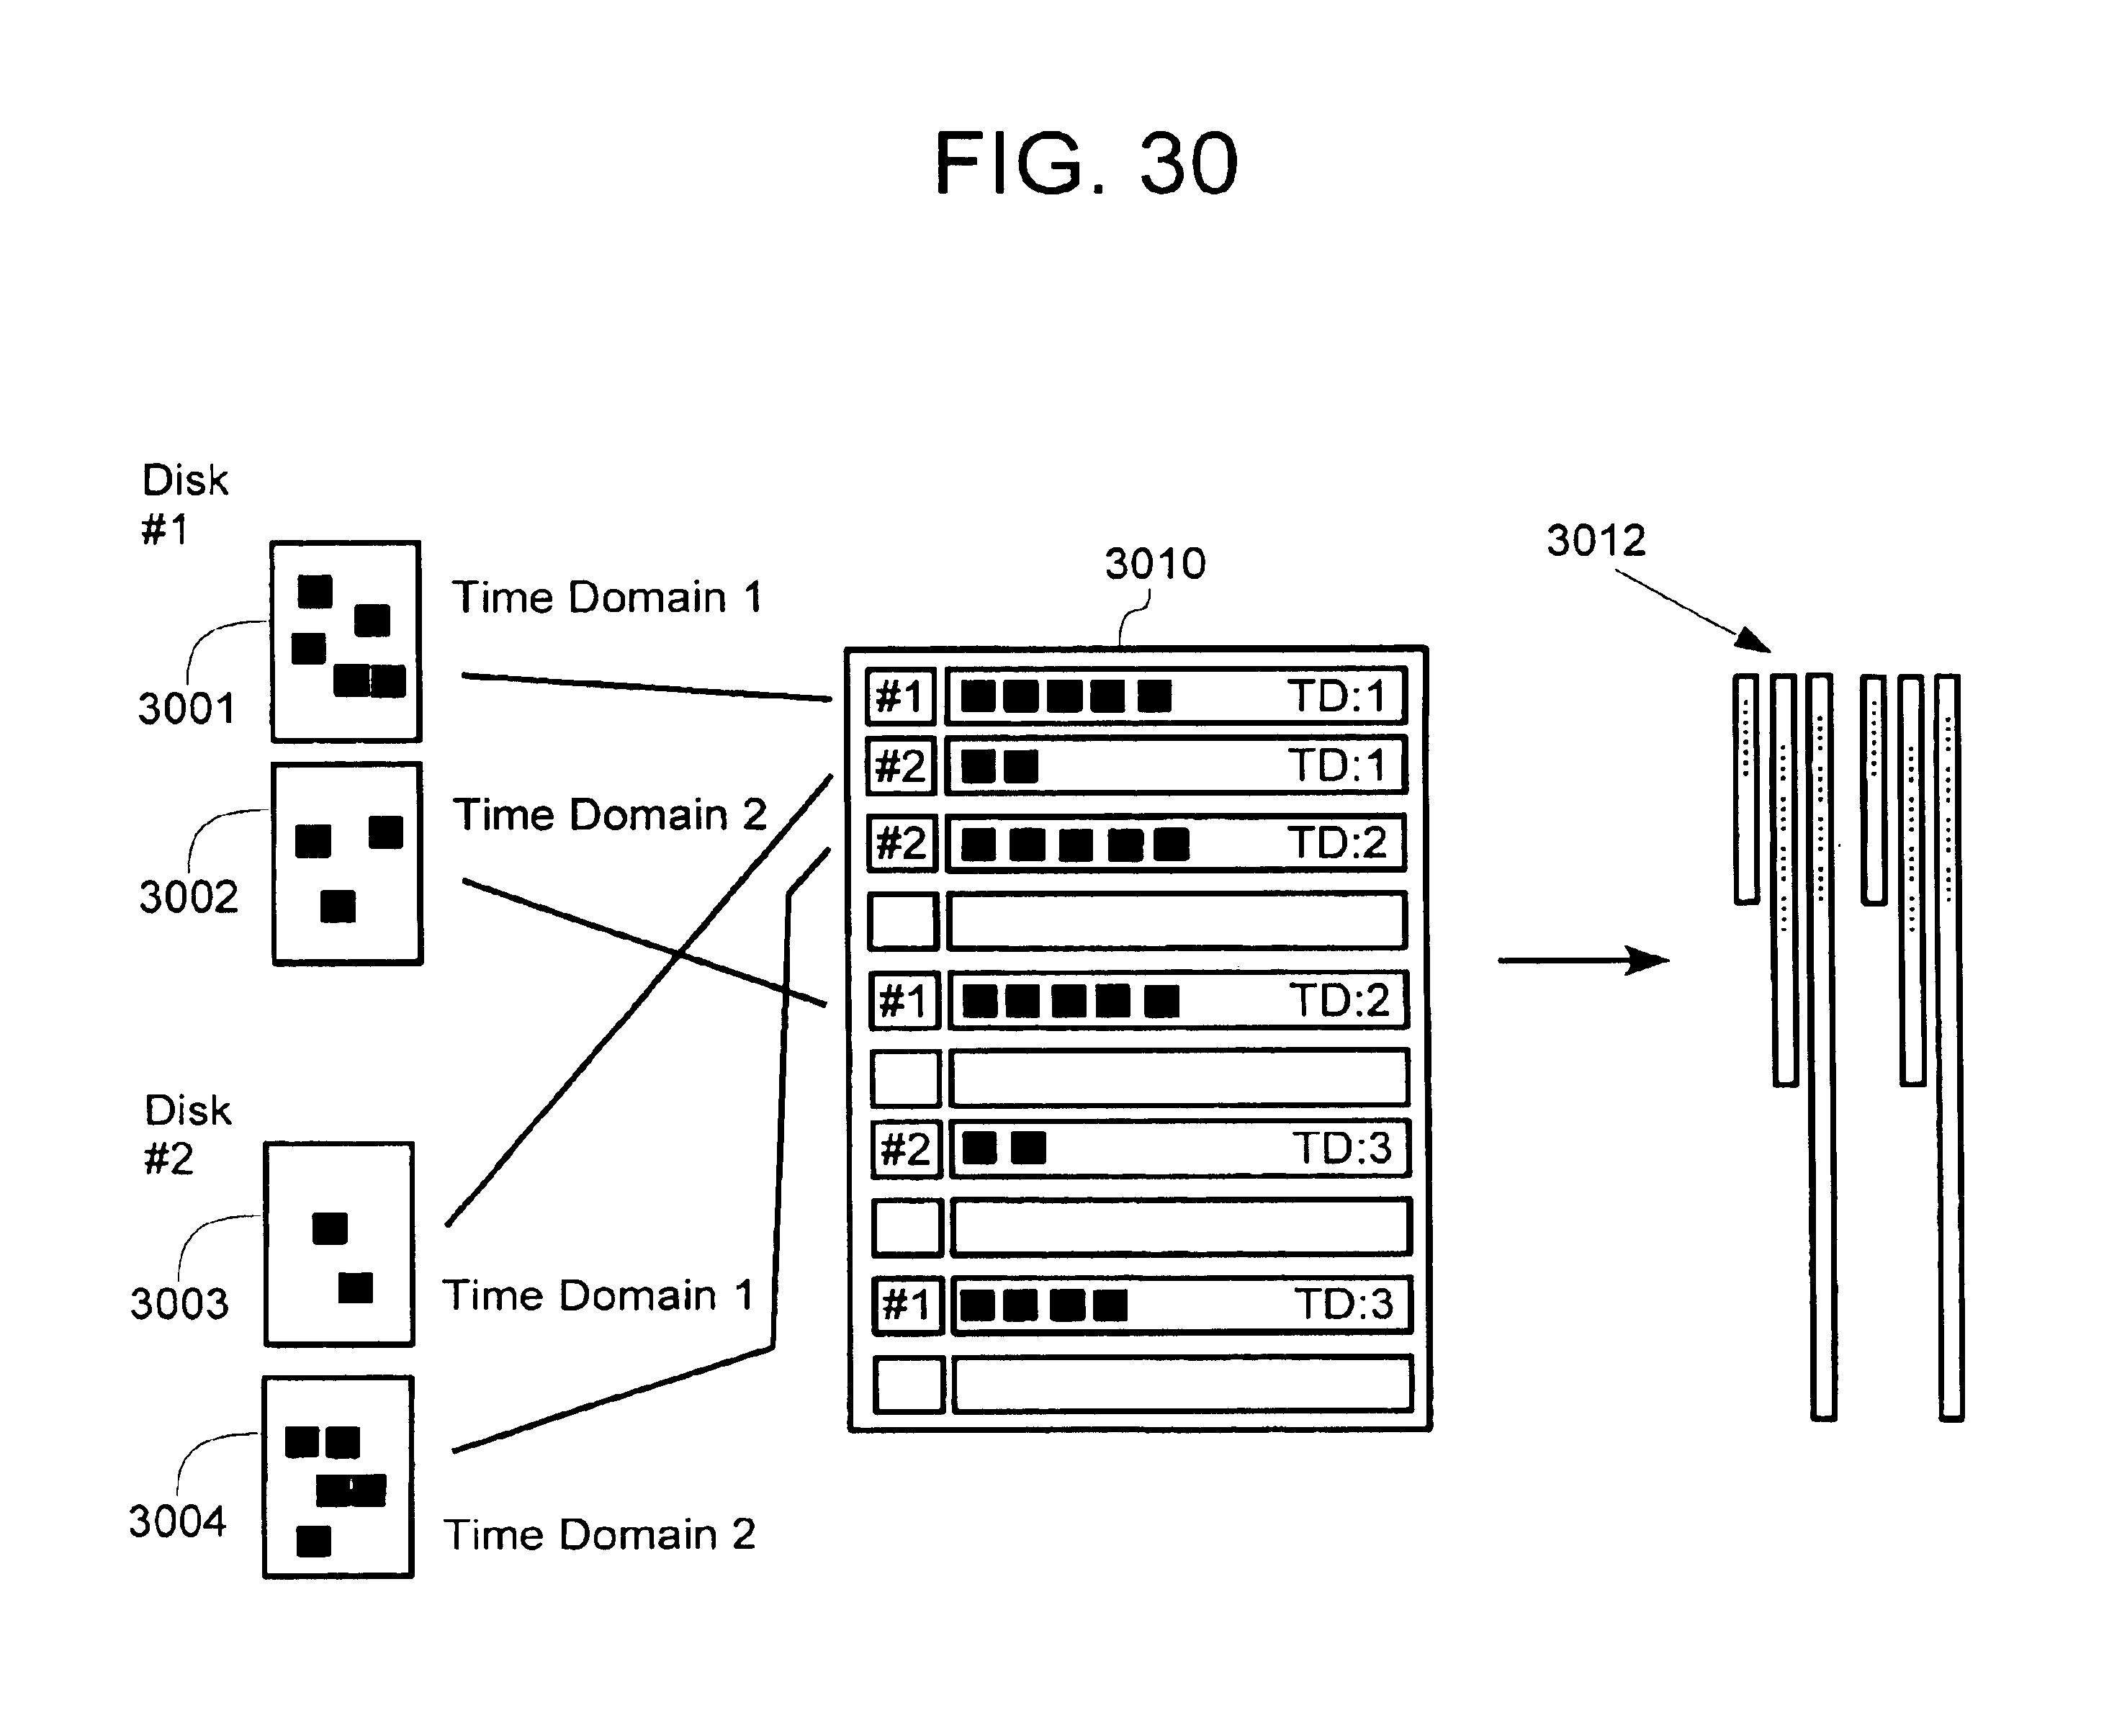 FIG. 30
Disk
#1
Time Domain 1
3001
Time Domain 2
3002
Disk
#2
3003
Time Domain 1
3004
Time Domain 2
3010
#1 TD:1
#2 TD:1
#2 TD:2
#1 TD:2
#2 TD:3
#1 TD:3
3012